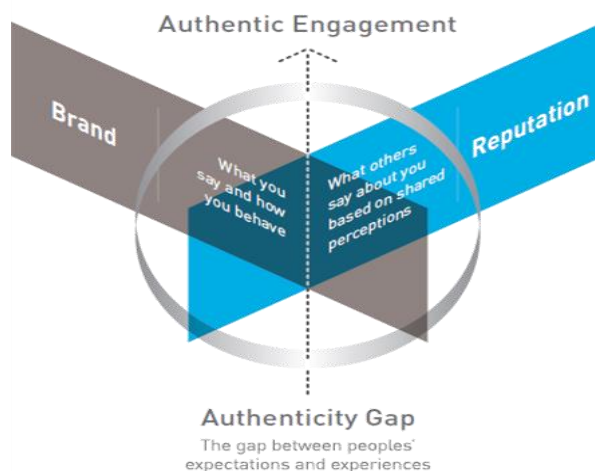 Authentic Engagement
Brand
Reputation
What you
say and how
you behave
What others
say about you
based on shared
perceptions
Authenticity Gap
The gap between peoples'
expectations and experiences